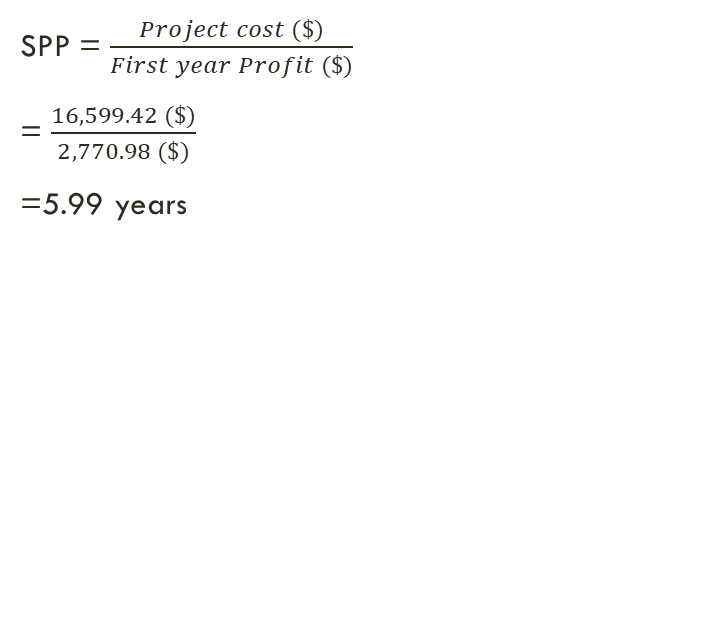 SPP = Project cost ($) / First year Profit ($)
= 16,599.42 ($) / 2,770.98 ($)
=5.99 years